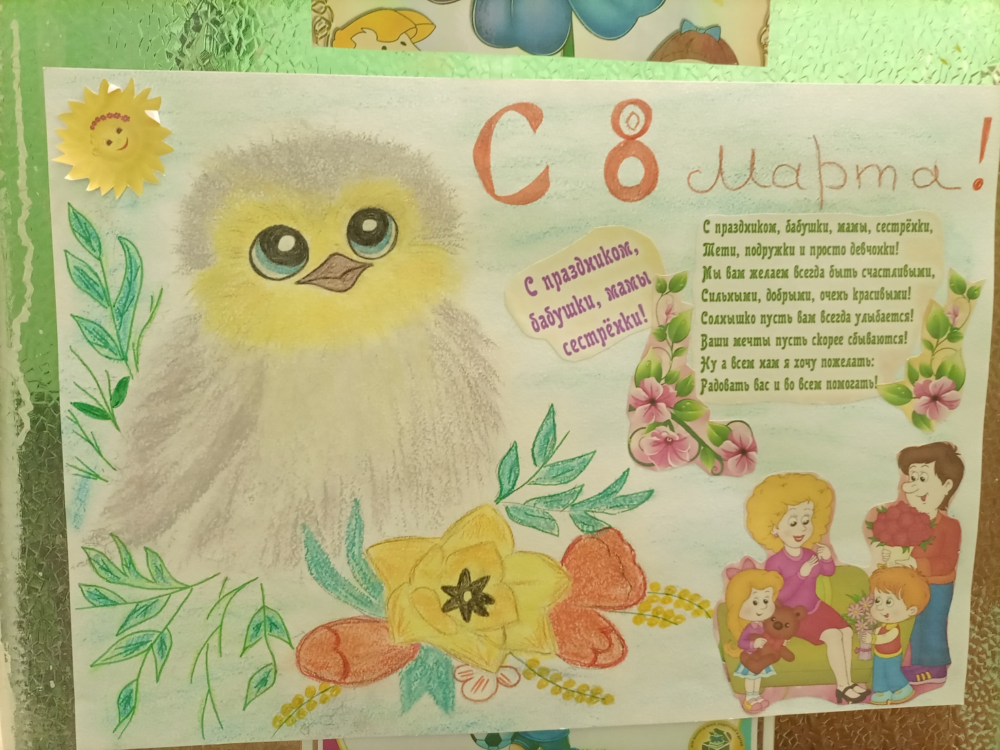 С 8 Марта!
С праздником,
бабушки, мамы
сестрёнки!
С праздником, бабушки, мамы, сестрёнки,
Тети, подружки и просто девчонки!
Мы вам желаем всегда быть счастливыми,
Сильными, добрыми, очень красивыми!
Солнышко пусть вам всегда улыбается!
Ваши мечты пусть скорее сбываются!
Ну а всем нам я хочу пожелать:
Радовать вас и во всем помогать!